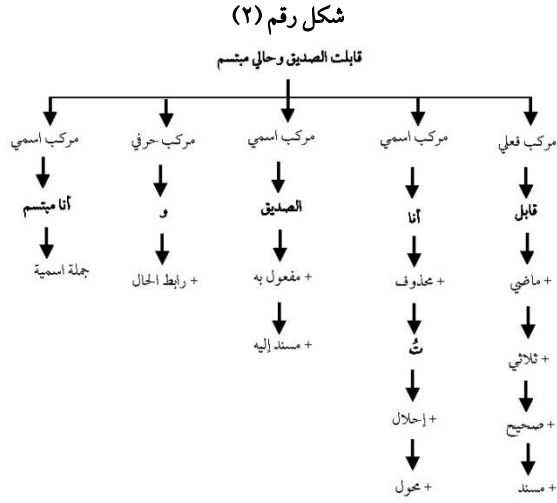 شكل رقم (٢)
قابلت الصديق وحالي مبتسم
مركب فعلي مركب اسمي مركب اسمي مركب حرفي مركب اسمي
قابل أنا الصديق و أنا مبتسم
+ ماضي + محذوف + مفعول به + رابط الحال جملة اسمية
+ ثلاثي تُ + مسند إليه
+ صحيح + إحلال
+ مسند + محول